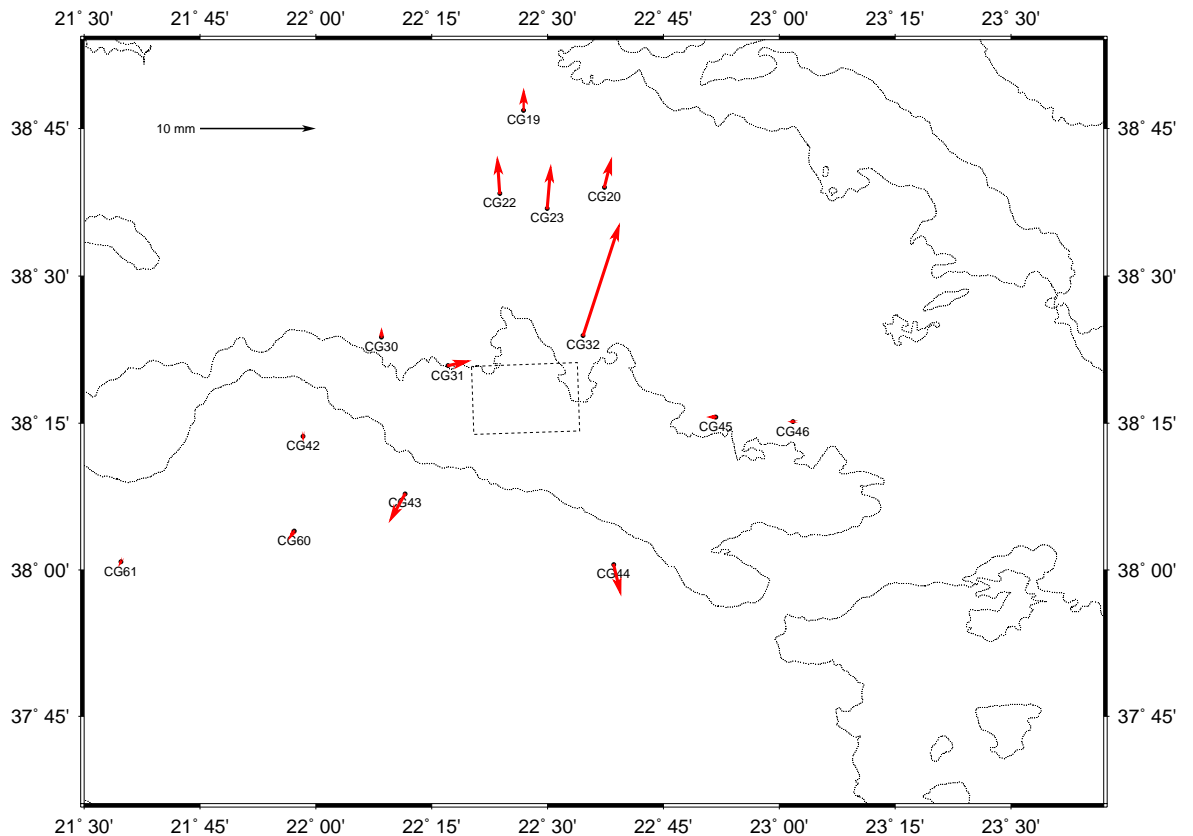 21˚ 30' 21˚ 45' 22˚ 00' 22˚ 15' 22˚ 30' 22˚ 45' 23˚ 00' 23˚ 15' 23˚ 30'
CG19
38˚ 45' 10 mm 38˚ 45'
CG22 CG23 CG20
38˚ 30' 38˚ 30'
CG30 CG32
CG31
38˚ 15' CG45 CG46 38˚ 15'
CG42
CG43
CG60
38˚ 00' CG61 CG44 38˚ 00'
37˚ 45' 37˚ 45'
21˚ 30' 21˚ 45' 22˚ 00' 22˚ 15' 22˚ 30' 22˚ 45' 23˚ 00' 23˚ 15' 23˚ 30'